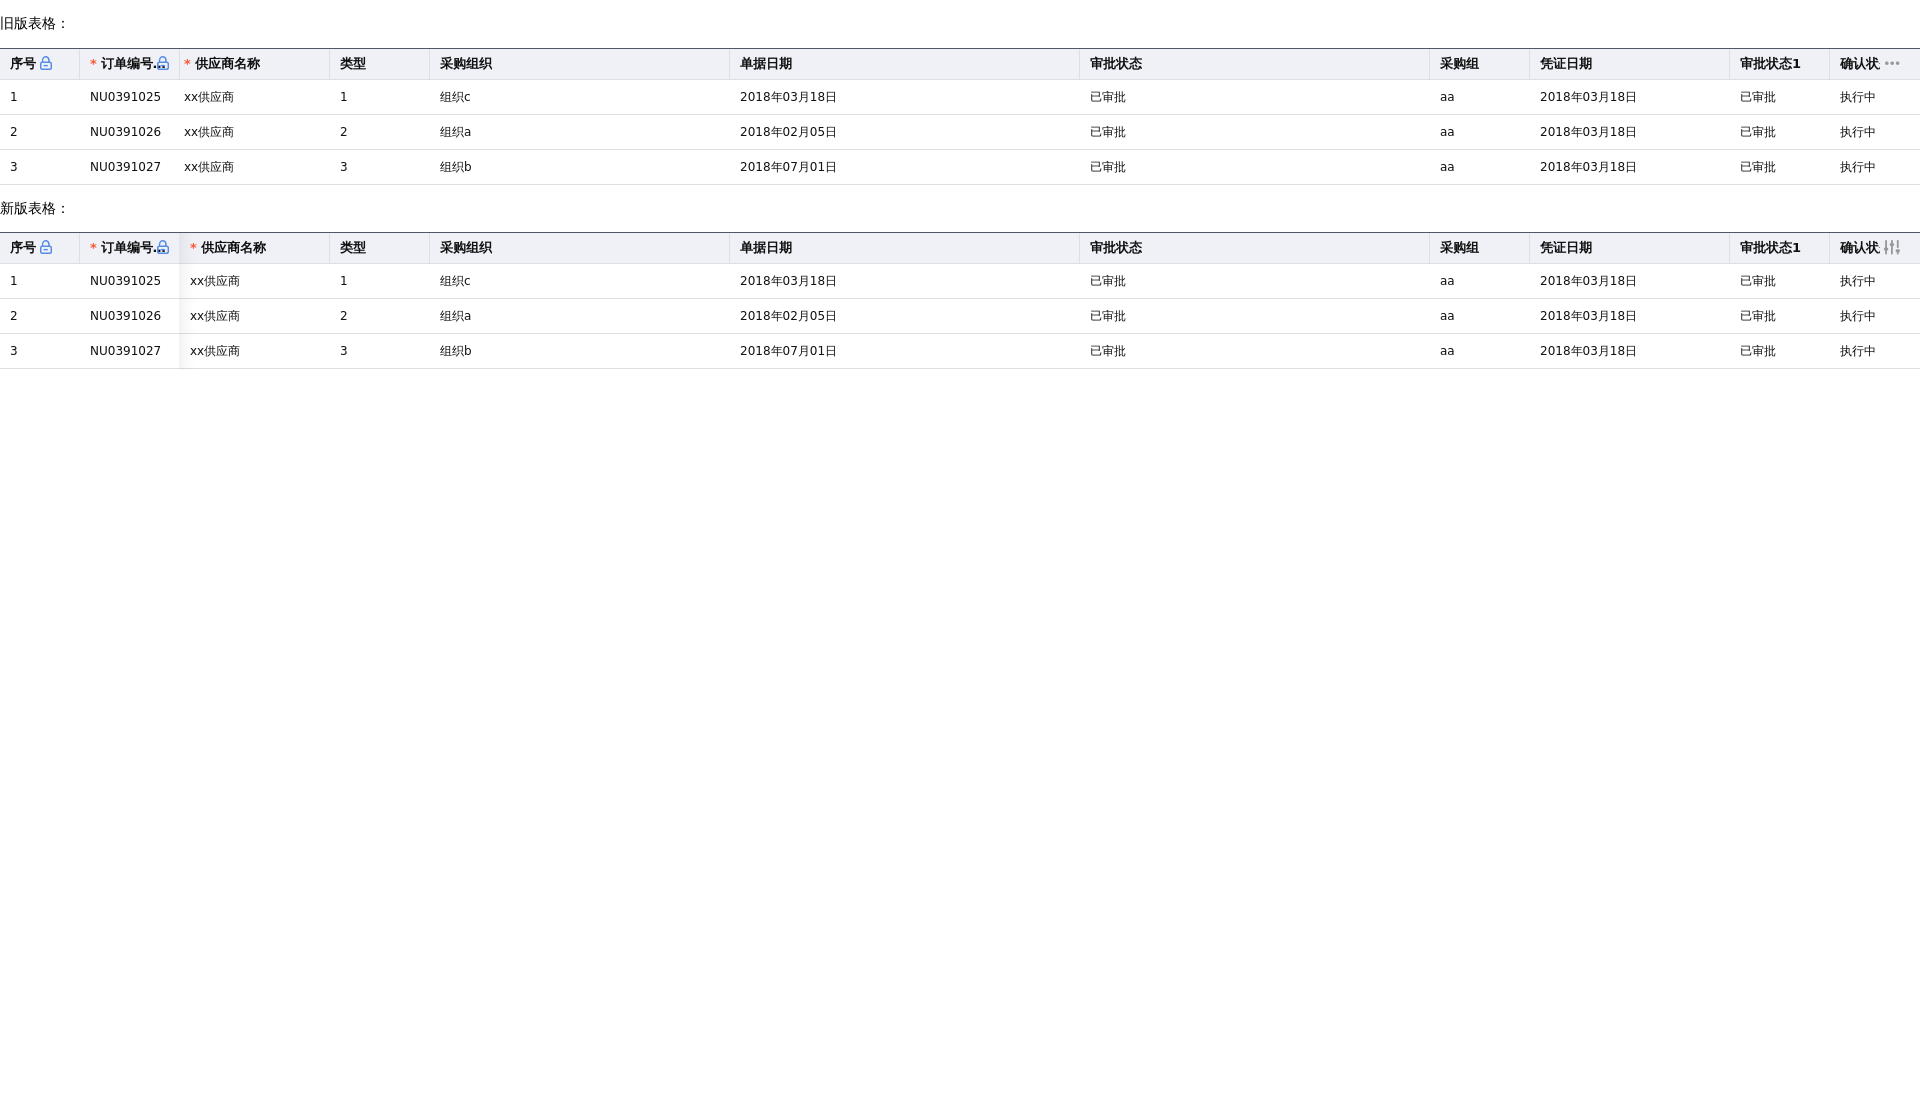 旧版表格：
序号 * 订单编号... * 供应商名称 类型 采购组织 单据日期 审批状态 采购组 凭证日期 审批状态1 确认状
1 NU0391025 xx供应商 1 组织c 2018年03月18日 已审批 aa 2018年03月18日 已审批 执行中
2 NU0391026 xx供应商 2 组织a 2018年02月05日 已审批 aa 2018年03月18日 已审批 执行中
3 NU0391027 xx供应商 3 组织b 2018年07月01日 已审批 aa 2018年03月18日 已审批 执行中
新版表格：
序号 * 订单编号... * 供应商名称 类型 采购组织 单据日期 审批状态 采购组 凭证日期 审批状态1 确认状
1 NU0391025 xx供应商 1 组织c 2018年03月18日 已审批 aa 2018年03月18日 已审批 执行中
2 NU0391026 xx供应商 2 组织a 2018年02月05日 已审批 aa 2018年03月18日 已审批 执行中
3 NU0391027 xx供应商 3 组织b 2018年07月01日 已审批 aa 2018年03月18日 已审批 执行中